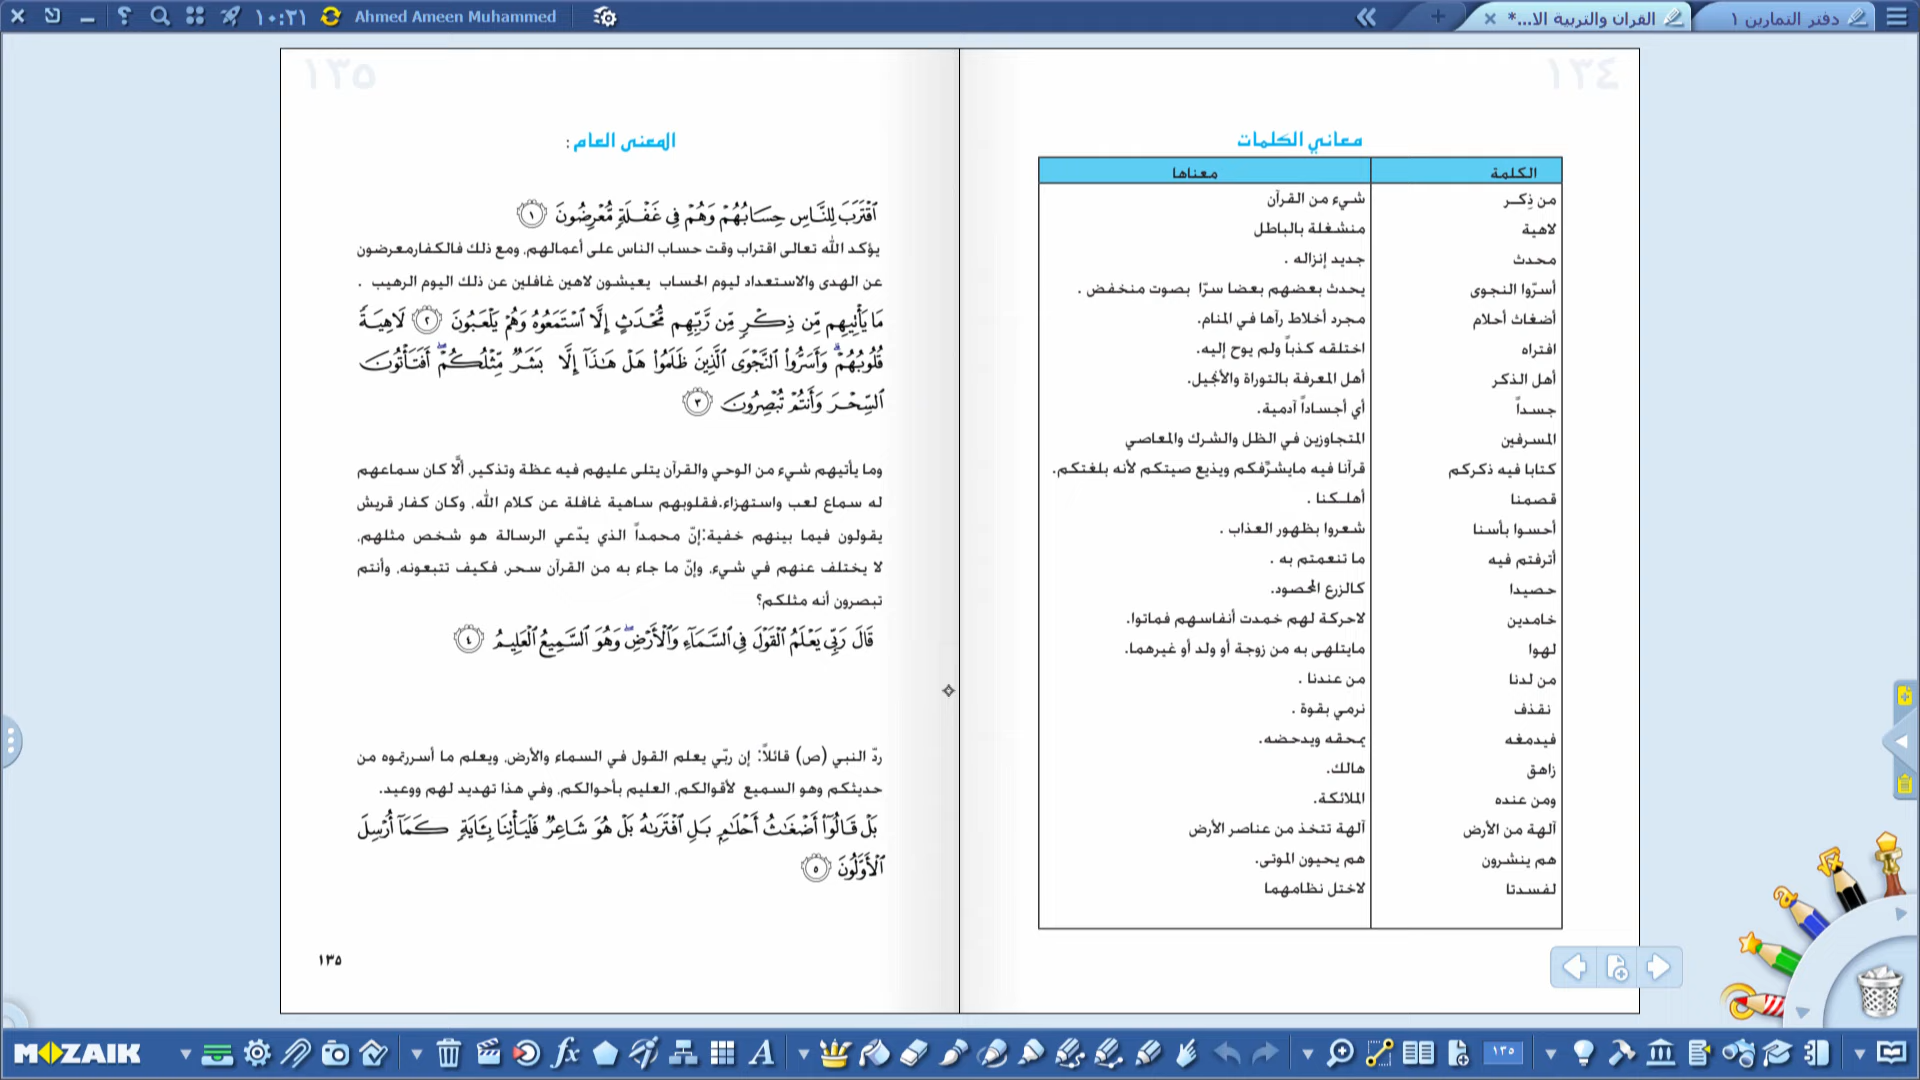 ١٠:٣١ Ahmed Ameen Muhammed
القران والتربية الا...*
دفتر التمارين ١
١٣٤
معاني الكلمات
الكلمة معناها
من ذِكـر شيء من القرآن
لاهية منشغلة بالباطل
محدث جديد إنزاله .
أسرّوا النجوى يحدث بعضهم بعضا سرّا بصوت منخفض .
أضغاث أحلام مجرد أخلاط رآها في المنام.
افتراه اختلقه كذباً ولم يوح إليه.
أهل الذكر أهل المعرفة بالتوراة والأنجيل.
جسداً أي أجساداً آدمية.
المسرفين المتجاوزين في الظل والشرك والمعاصي
كتابا فيه ذكركم قرآنا فيه مايشرِّفكم ويذيع صيتكم لأنه بلغتكم.
قصمنا أهلـكنا .
أحسوا بأسنا شعروا بظهور العذاب .
أترفتم فيه ما تنعمتم به .
حصيدا كالزرع المحصود.
خامدين لاحركة لهم خمدت أنفاسهم فماتوا.
لهوا مايتلهى به من زوجة أو ولد أو غيرهما.
من لدنا من عندنا .
نقذف نرمي بقوة .
فيدمغه يمحقه ويدحضه.
زاهق هالك.
ومن عنده الملائكة.
آلهة من الأرض آلهة تتخذ من عناصر الأرض
هم ينشرون هم يحيون الموتى.
لفسدتا لاختل نظامهما
١٣٥
المعنى العام :
ٱقۡتَرَبَ لِلنَّاسِ حِسَابُهُمۡ وَهُمۡ فِي غَفۡلَةٖ مُّعۡرِضُونَ ١
يؤكد الله تعالى اقتراب وقت حساب الناس على أعمالهم، ومع ذلك فالكفارمعرضون
عن الهدى والاستعداد ليوم الحساب يعيشون لاهين غافلين عن ذلك اليوم الرهيب .
مَا يَأۡتِيهِم مِّن ذِكۡرٖ مِّن رَّبِّهِم مُّحۡدَثٍ إِلَّا ٱسۡتَمَعُوهُ وَهُمۡ يَلۡعَبُونَ ٢ لَاهِيَةٗ
قُلُوبُهُمۡۗ وَأَسَرُّواْ ٱلنَّجۡوَى ٱلَّذِينَ ظَلَمُواْ هَلۡ هَٰذَآ إِلَّا بَشَرٞ مِّثۡلُكُمۡۖ أَفَتَأۡتُونَ
ٱلسِّحۡرَ وَأَنتُمۡ تُبۡصِرُونَ ٣
وما يأتيهم شيء من الوحي والقرآن يتلى عليهم فيه عظة وتذكير، ألّا كان سماعهم
له سماع لعب واستهزاء.فقلوبهم ساهية غافلة عن كلام الله، وكان كفار قريش
يقولون فيما بينهم خفية:إنّ محمداً الذي يدّعي الرسالة هو شخص مثلهم،
لا يختلف عنهم في شيء، وإنّ ما جاء به من القرآن سحر، فكيف تتبعونه، وأنتم
تبصرون أنه مثلكم؟
قَالَ رَبِّي يَعۡلَمُ ٱلۡقَوۡلَ فِي ٱلسَّمَآءِ وَٱلۡأَرۡضِۖ وَهُوَ ٱلسَّمِيعُ ٱلۡعَلِيمُ ٤
ردّ النبي (ص) قائلاً: إن ربّي يعلم القول في السماء والأرض، ويعلم ما أسررتموه من
حديثكم وهو السميع لأقوالكم، العليم بأحوالكم، وفي هذا تهديد لهم ووعيد.
بَلۡ قَالُوٓاْ أَضۡغَٰثُ أَحۡلَٰمِۭ بَلِ ٱفۡتَرَىٰهُ بَلۡ هُوَ شَاعِرٞ فَلۡيَأۡتِنَا بِـَٔايَةٖ كَمَآ أُرۡسِلَ
ٱلۡأَوَّلُونَ ٥
١٣٥
MOZAIK
١٣٥